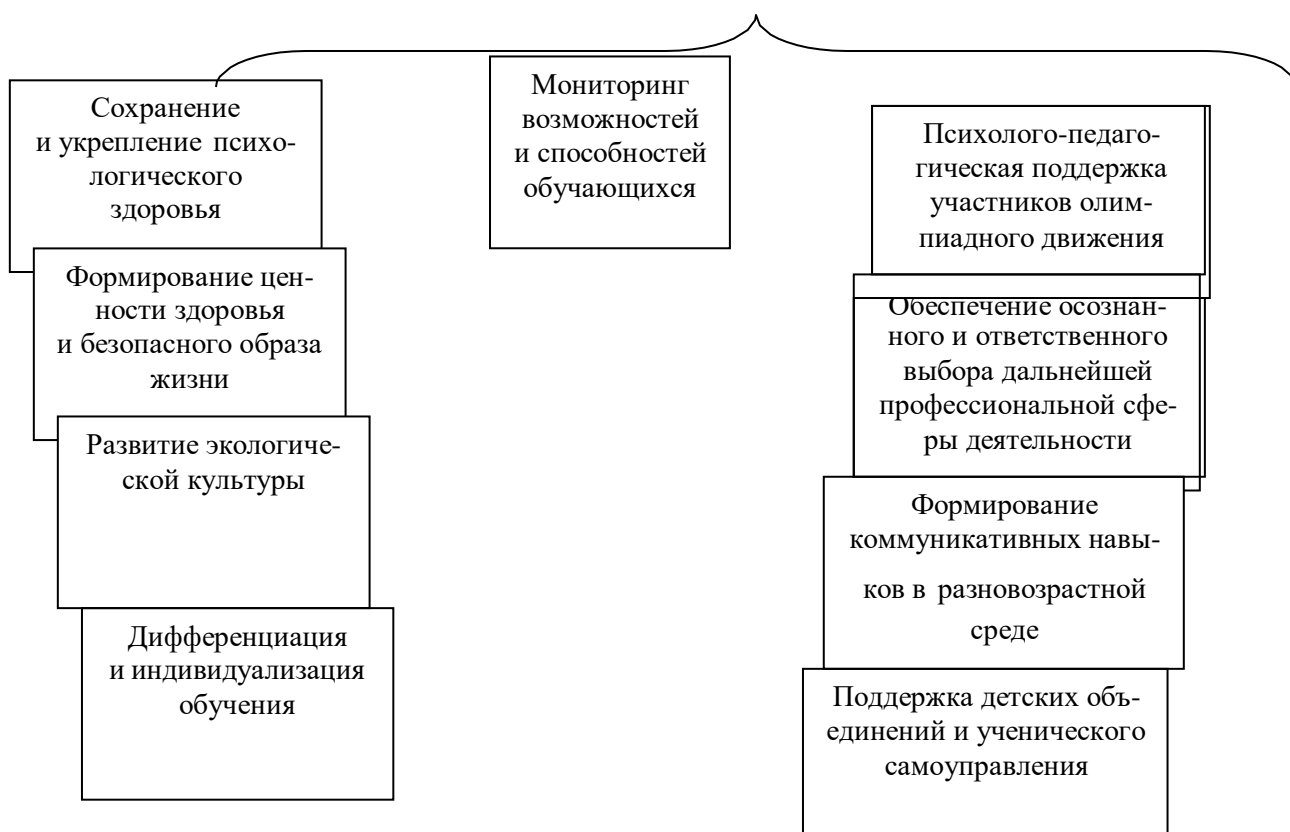 Сохранение
и укрепление психо-
логического
здоровья
Формирование цен-
ности здоровья
и безопасного образа
жизни
Развитие экологиче-
ской культуры
Дифференциация
и индивидуализация
обучения
Мониторинг
возможностей
и способностей
обучающихся
Психолого-педаго-
гическая поддержка
участников олим-
пиадного движения
Обеспечение осознан-
ного и ответственного
выбора дальнейшей
профессиональной сфе-
ры деятельности
Формирование
коммуникативных навы-
ков в разновозрастной
среде
Поддержка детских объ-
единений и ученического
самоуправления